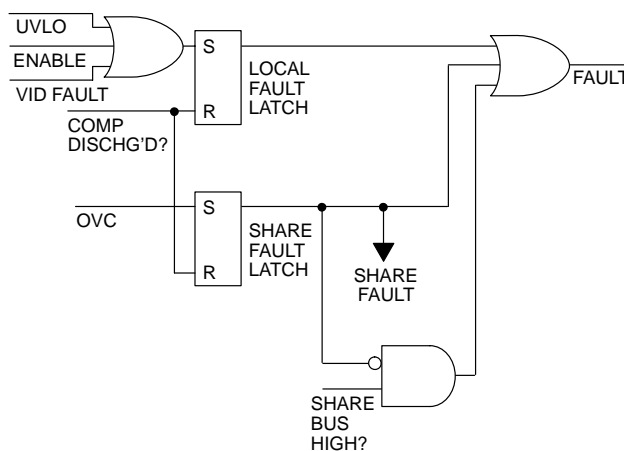 UVLO
ENABLE
VID FAULT
S
R
LOCAL
FAULT
LATCH
FAULT
COMP
DISCHG'D?
OVC
S
R
SHARE
FAULT
LATCH
SHARE
FAULT
SHARE
BUS
HIGH?